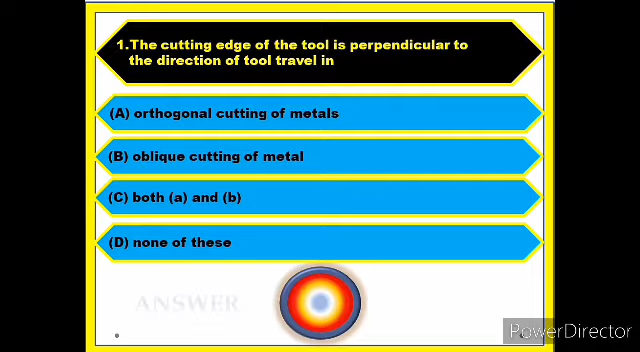 1.The cutting edge of the tool is perpendicular to
the direction of tool travel in
(A) orthogonal cutting of metals
(B) oblique cutting of metal
(C) both (a) and (b)
(D) none of these
ANSWER
PowerDirector